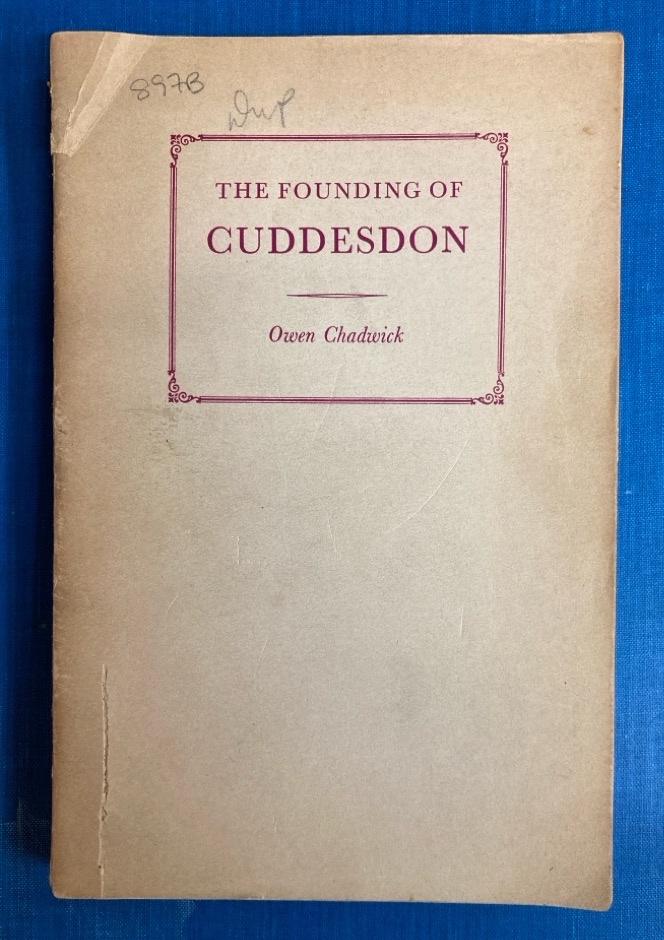 897B
Dup
THE FOUNDING OF
CUDDESDON
Owen Chadwick